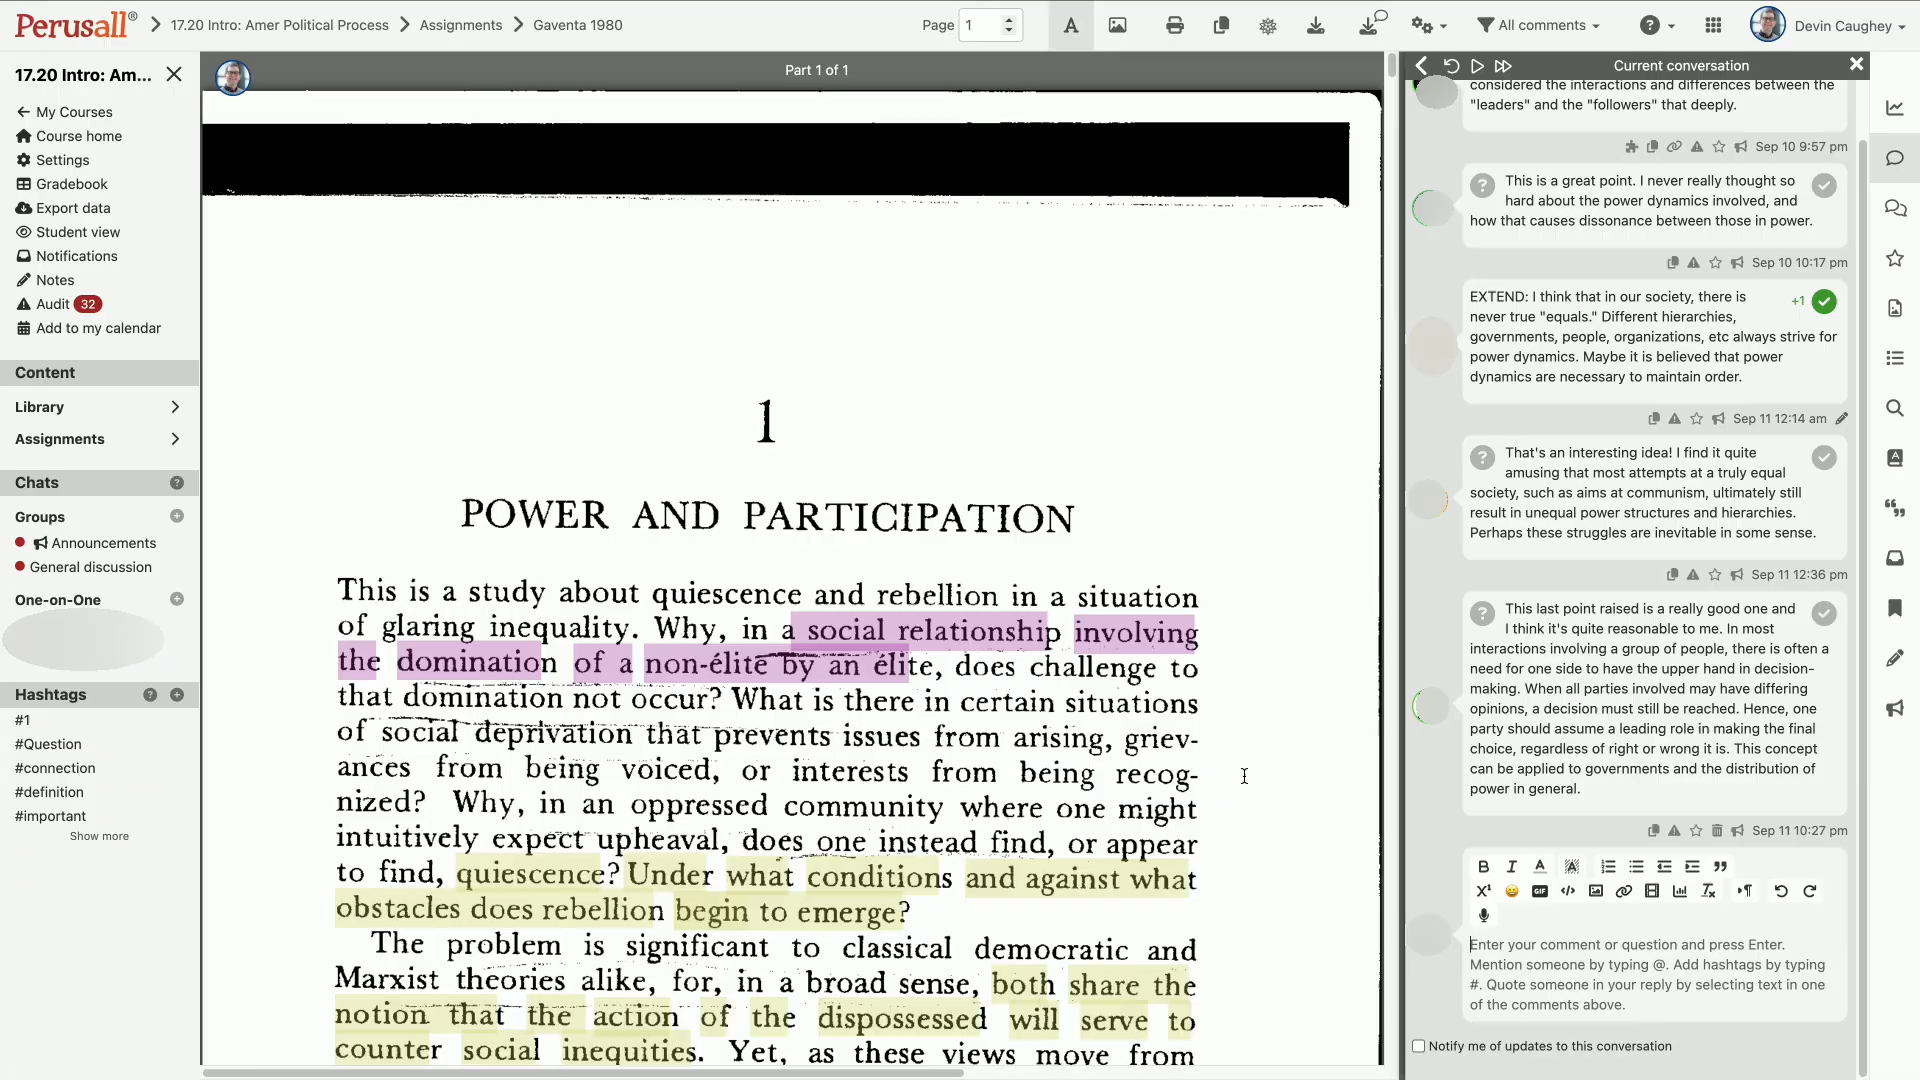 Perusall®
17.20 Intro: Amer Political Process
Assignments
Gaventa 1980
Page 1
All comments
Devin Caughey
17.20 Intro: Am...
My Courses
Course home
Settings
Gradebook
Export data
Student view
Notifications
Notes
Audit 32
Add to my calendar
Content
Library
Assignments
Chats
Groups
Announcements
General discussion
One-on-One
Hashtags
#1
#Question
#connection
#definition
#important
Show more
Part 1 of 1
1
POWER AND PARTICIPATION
This is a study about quiescence and rebellion in a situation
of glaring inequality. Why, in a social relationship involving
the domination of a non-élite by an élite, does challenge to
that domination not occur? What is there in certain situations
of social deprivation that prevents issues from arising, griev-
ances from being voiced, or interests from being recog-
nized? Why, in an oppressed community where one might
intuitively expect upheaval, does one instead find, or appear
to find, quiescence? Under what conditions and against what
obstacles does rebellion begin to emerge?
The problem is significant to classical democratic and
Marxist theories alike, for, in a broad sense, both share the
notion that the action of the dispossessed will serve to
counter social inequities. Yet, as these views move from
Current conversation
considered the interactions and differences between the
"leaders" and the "followers" that deeply.
Sep 10 9:57 pm
This is a great point. I never really thought so
hard about the power dynamics involved, and
how that causes dissonance between those in power.
Sep 10 10:17 pm
EXTEND: I think that in our society, there is
+1
never true "equals." Different hierarchies,
governments, people, organizations, etc always strive for
power dynamics. Maybe it is believed that power
dynamics are necessary to maintain order.
Sep 11 12:14 am
That's an interesting idea! I find it quite
amusing that most attempts at a truly equal
society, such as aims at communism, ultimately still
result in unequal power structures and hierarchies.
Perhaps these struggles are inevitable in some sense.
Sep 11 12:36 pm
This last point raised is a really good one and
I think it's quite reasonable to me. In most
interactions involving a group of people, there is often a
need for one side to have the upper hand in decision-
making. When all parties involved may have differing
opinions, a decision must still be reached. Hence, one
party should assume a leading role in making the final
choice, regardless of right or wrong it is. This concept
can be applied to governments and the distribution of
power in general.
Sep 11 10:27 pm
Enter your comment or question and press Enter.
Mention someone by typing @. Add hashtags by typing
#. Quote someone in your reply by selecting text in one
of the comments above.
Notify me of updates to this conversation